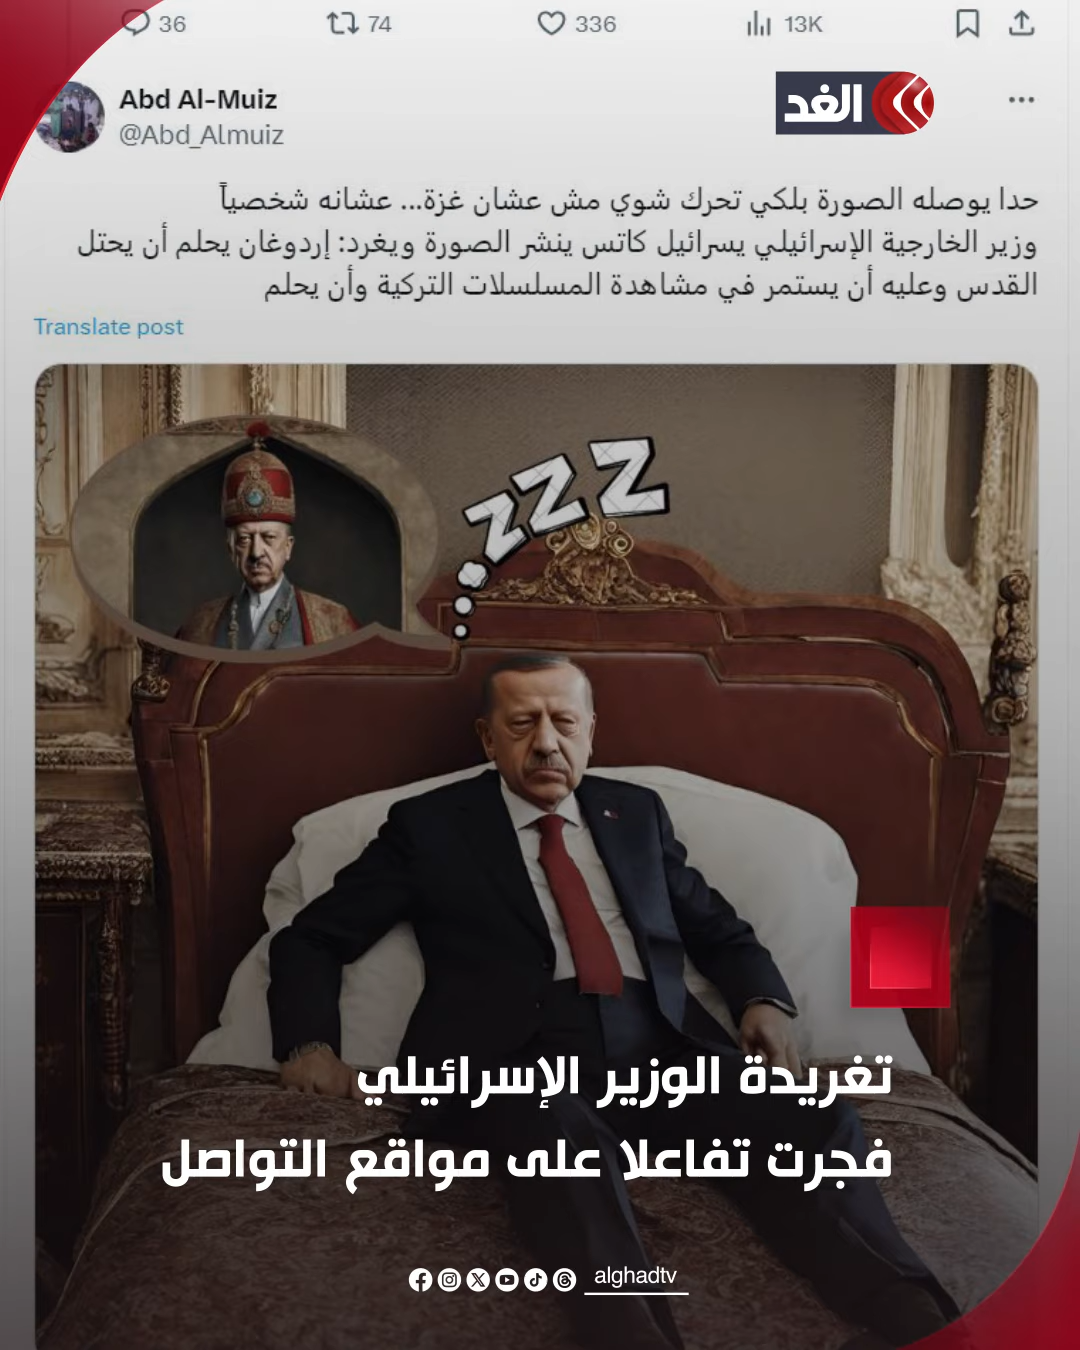 36 74 336 13K
Abd Al-Muiz
@Abd_Almuiz
الغد
حدا يوصله الصورة بلكي تحرك شوي مش عشان غزة... عشانه شخصياً
وزير الخارجية الإسرائيلي يسرائيل كاتس ينشر الصورة ويغرد: إردوغان يحلم أن يحتل
القدس وعليه أن يستمر في مشاهدة المسلسلات التركية وأن يحلم
Translate post
ZZZ
تغريدة الوزير الإسرائيلي
فجرت تفاعلا على مواقع التواصل
alghadtv